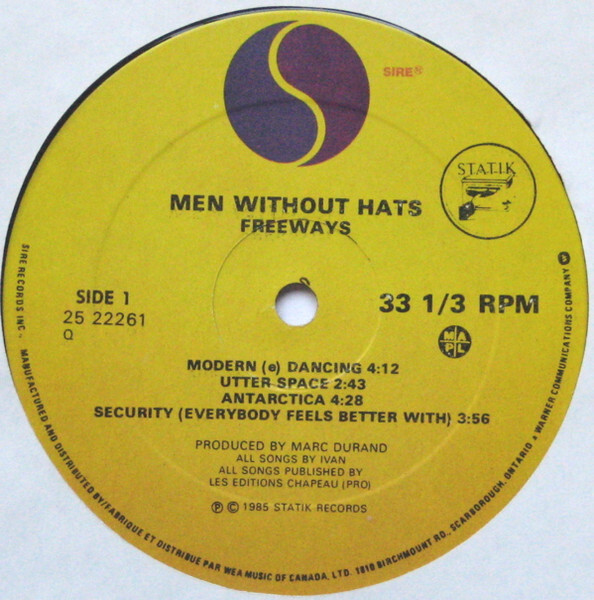 SIRE®
STATIK
MEN WITHOUT HATS
FREEWAYS
SIDE 1
25 22261
Q
33 1/3 RPM
MAPL
MODERN (e) DANCING 4:12
UTTER SPACE 2:43
ANTARCTICA 4:28
SECURITY (EVERYBODY FEELS BETTER WITH) 3:56
PRODUCED BY MARC DURAND
ALL SONGS BY IVAN
ALL SONGS PUBLISHED BY
LES EDITIONS CHAPEAU (PRO)
℗ © 1985 STATIK RECORDS
SIRE RECORDS INC., MANUFACTURED AND DISTRIBUTED BY/FABRIQUE ET DISTRIBUE PAR WEA MUSIC OF CANADA, LTD. 1810 BIRCHMOUNT RD., SCARBOROUGH, ONTARIO a WARNER COMMUNICATIONS COMPANY